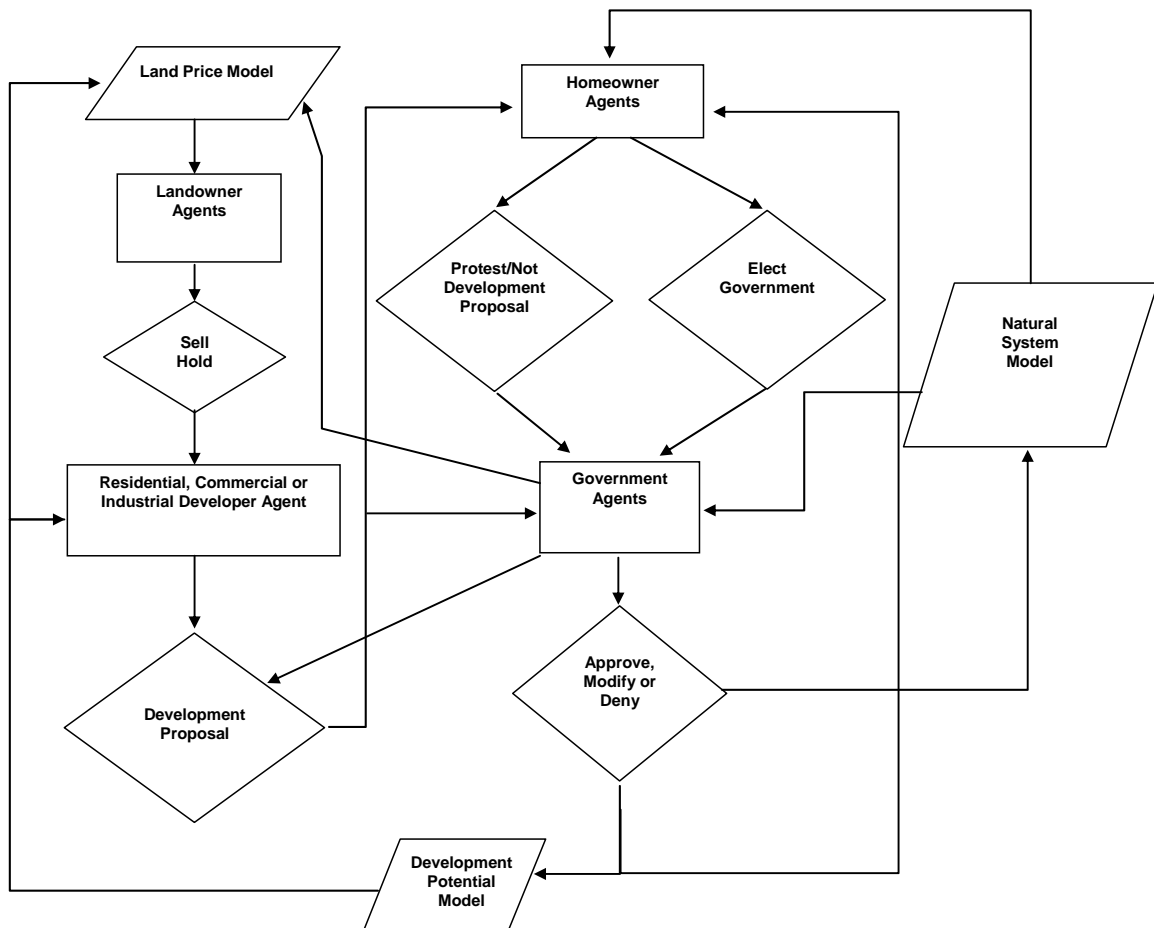 Land Price Model
Homeowner
Agents
Landowner
Agents
Protest/Not
Development
Proposal
Elect
Government
Natural
System
Model
Sell
Hold
Residential, Commercial or
Industrial Developer Agent
Government
Agents
Approve,
Modify or
Deny
Development
Proposal
Development
Potential
Model